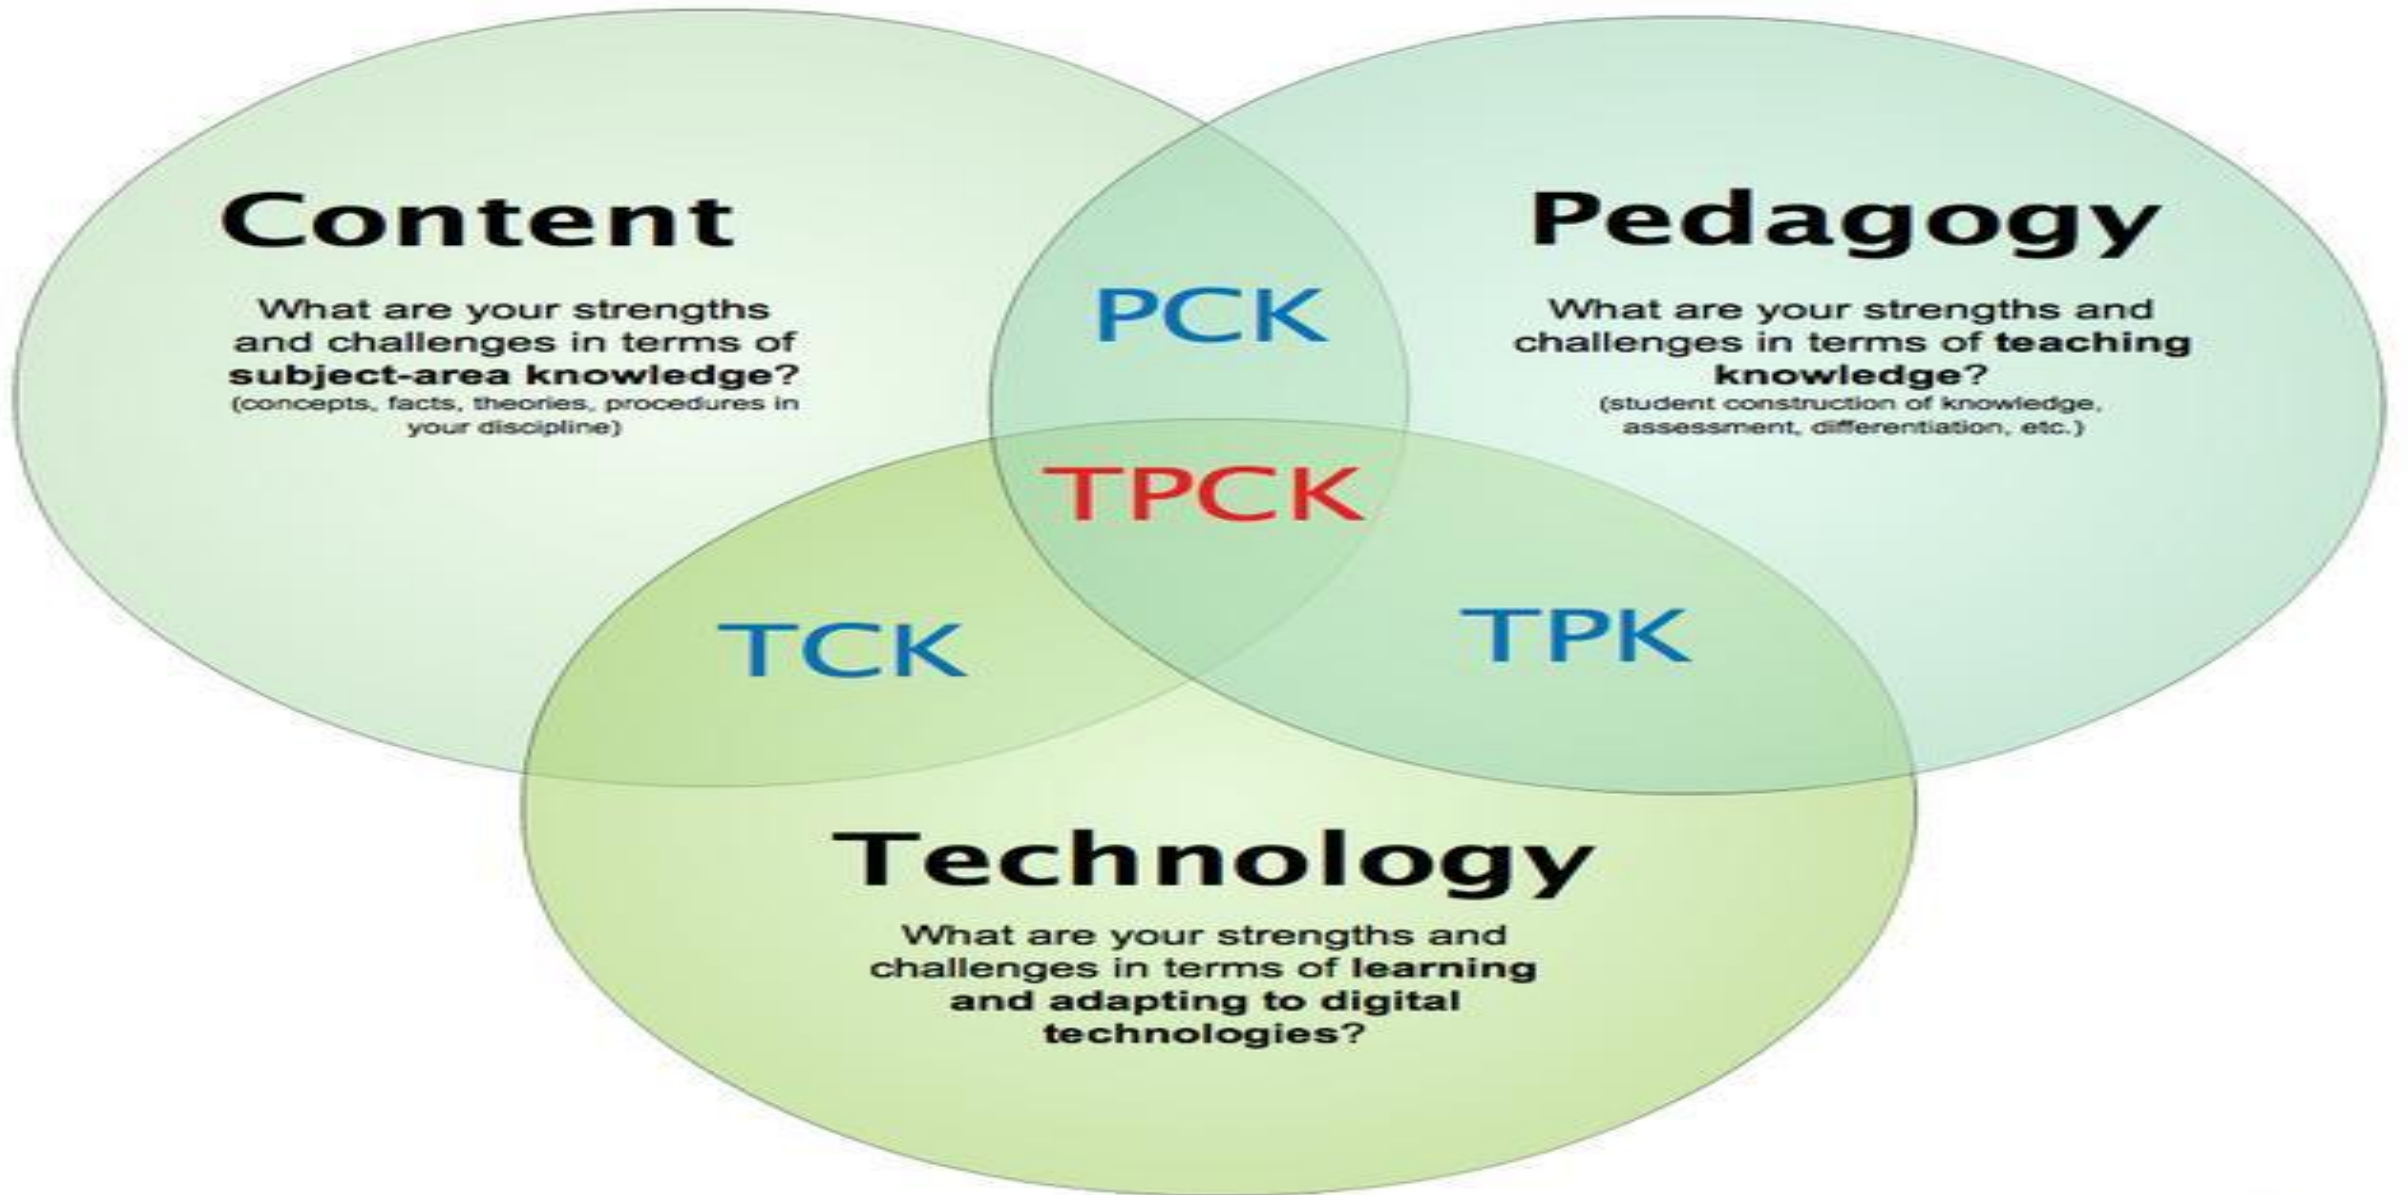 Content
What are your strengths
and challenges in terms of
subject-area knowledge?
(concepts, facts, theories, procedures in
your discipline)
PCK
Pedagogy
What are your strengths and
challenges in terms of teaching
knowledge?
(student construction of knowledge,
assessment, differentiation, etc.)
TPCK
TCK
TPK
Technology
What are your strengths and
challenges in terms of learning
and adapting to digital
technologies?